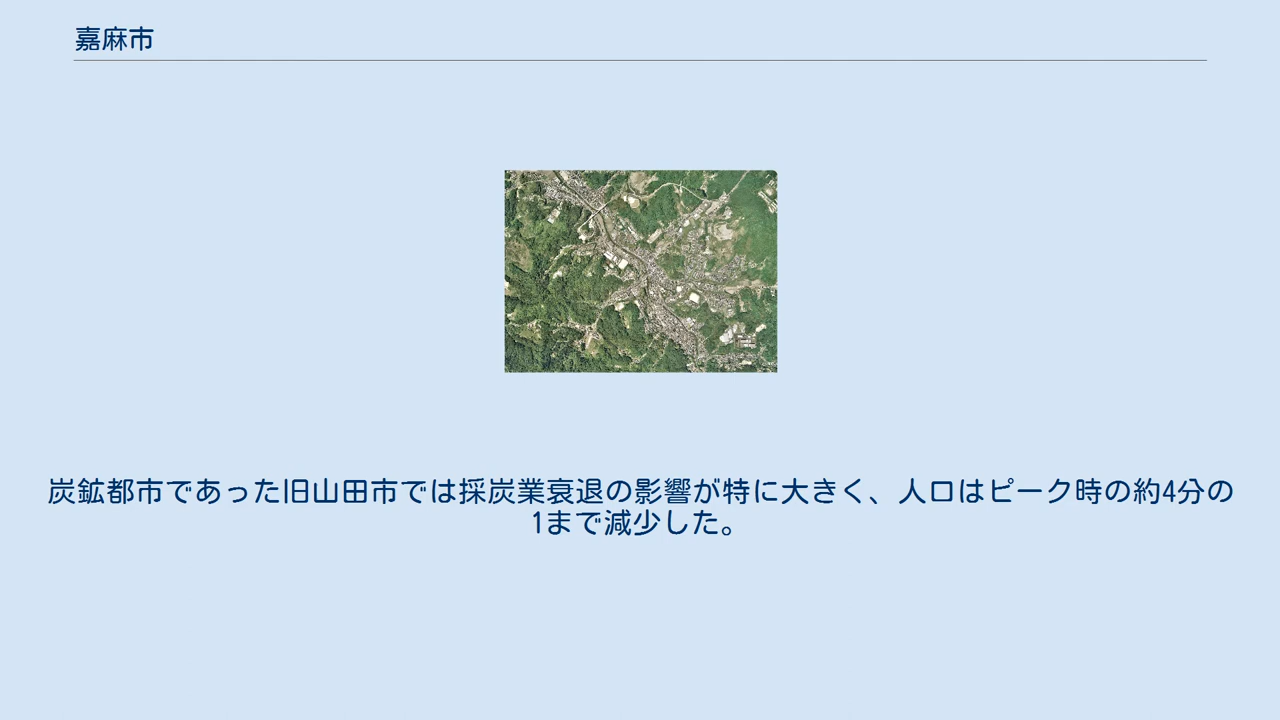 嘉麻市
炭鉱都市であった旧山田市では採炭業衰退の影響が特に大きく、人口はピーク時の約4分の
1まで減少した。